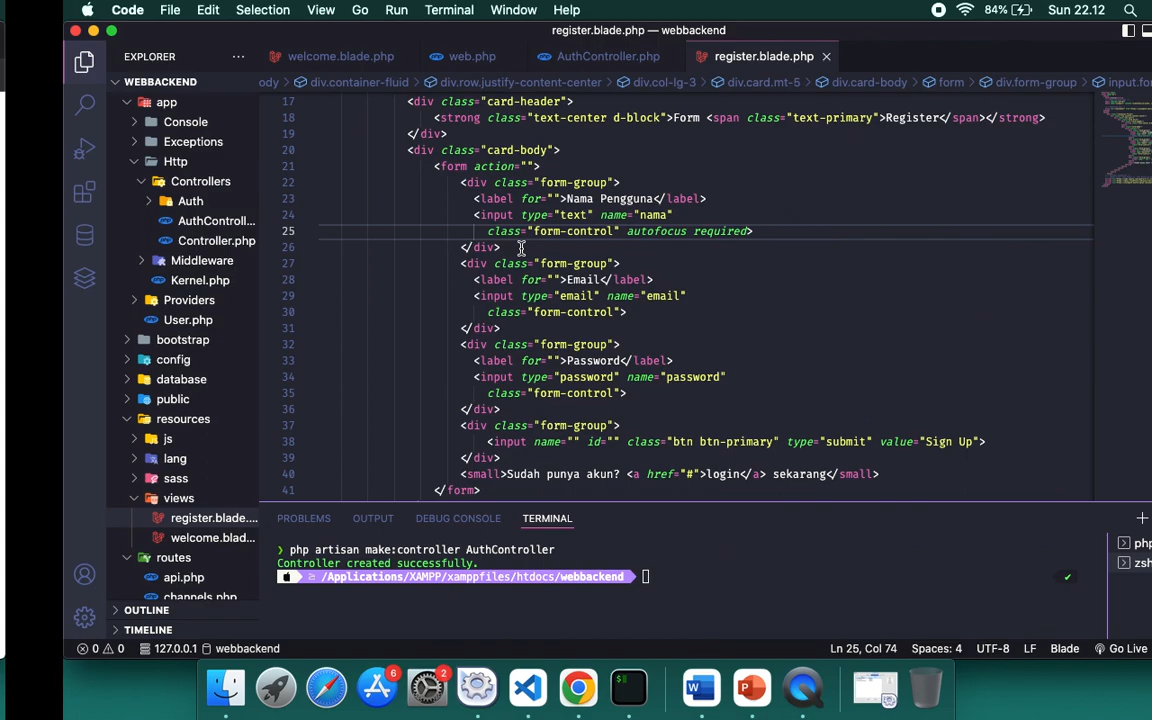 Code File Edit Selection View Go Run Terminal Window Help 84% Sun 22.12
register.blade.php — webbackend
EXPLORER ··· welcome.blade.php web.php AuthController.php register.blade.php
WEBBACKEND
ody > div.container-fluid > div.row.justify-content-center > div.col-lg-3 > div.card.mt-5 > div.card-body > form > div.form-group > input.for
app
Console
Exceptions
Http
Controllers
Auth
AuthControll...
Controller.php
Middleware
Kernel.php
Providers
User.php
bootstrap
config
database
public
resources
js
lang
sass
views
register.blade....
welcome.blad...
routes
api.php
channels.php
OUTLINE
TIMELINE
17 <div class="card-header">
18 <strong class="text-center d-block">Form <span class="text-primary">Register</span></strong>
19 </div>
20 <div class="card-body">
21 <form action="">
22 <div class="form-group">
23 <label for="">Nama Pengguna</label>
24 <input type="text" name="nama"
25 class="form-control" autofocus required>
26 </div>
27 <div class="form-group">
28 <label for="">Email</label>
29 <input type="email" name="email"
30 class="form-control">
31 </div>
32 <div class="form-group">
33 <label for="">Password</label>
34 <input type="password" name="password"
35 class="form-control">
36 </div>
37 <div class="form-group">
38 <input name="" id="" class="btn btn-primary" type="submit" value="Sign Up">
39 </div>
40 <small>Sudah punya akun? <a href="#">login</a> sekarang</small>
41 </form>
PROBLEMS OUTPUT DEBUG CONSOLE TERMINAL
❯ php artisan make:controller AuthController
Controller created successfully.
/Applications/XAMPP/xamppfiles/htdocs/webbackend
php
zsh
0 0 127.0.0.1 webbackend Ln 25, Col 74 Spaces: 4 UTF-8 LF Blade Go Live
6 2